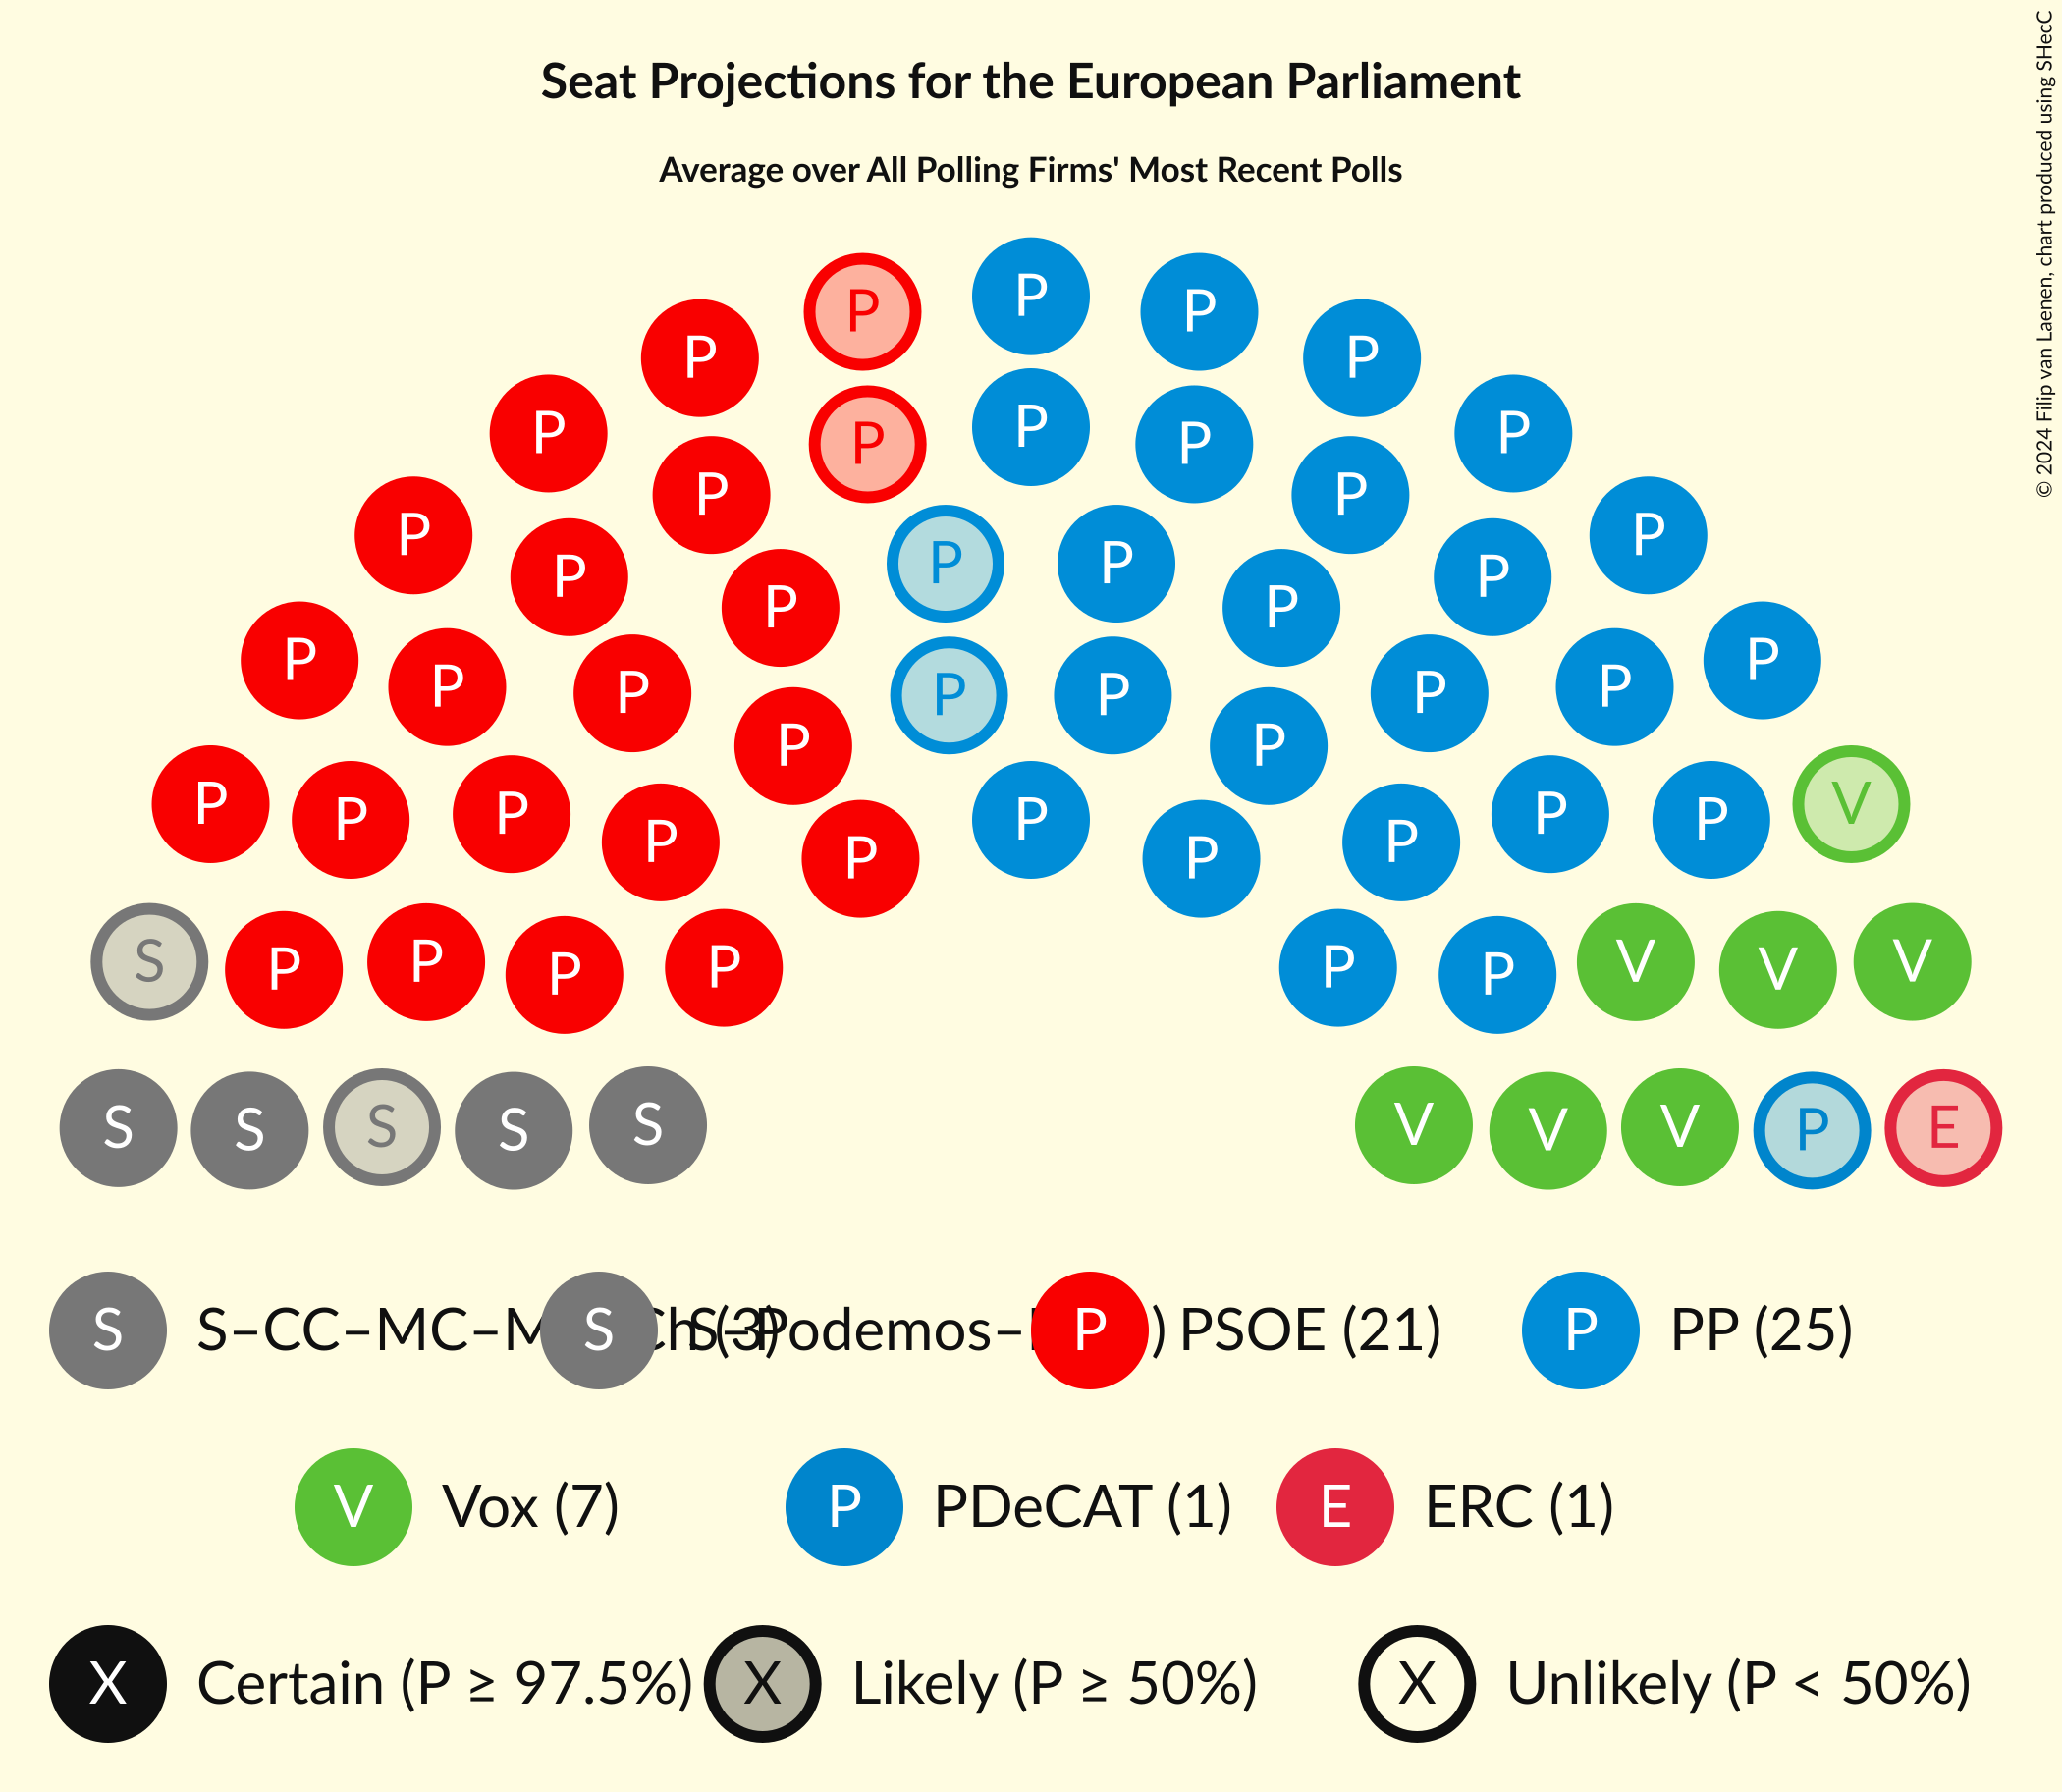 Seat Projections for the European Parliament
Average over All Polling Firms' Most Recent Polls
© 2024 Filip van Laenen, chart produced using SHecC
P P P
P P
P P P P P
P P
P P P P
P P
P P
P P
P P P P P P
P P
P P P P P P V
P P P
P P
S P P P P P P V V V
S S S S S V V V P E
S S–CC–MC–M
S S–Podemos–
P PSOE (21)
P PP (25)
V Vox (7)
P PDeCAT (1)
E ERC (1)
X Certain (P ≥ 97.5%)
X Likely (P ≥ 50%)
X Unlikely (P < 50%)